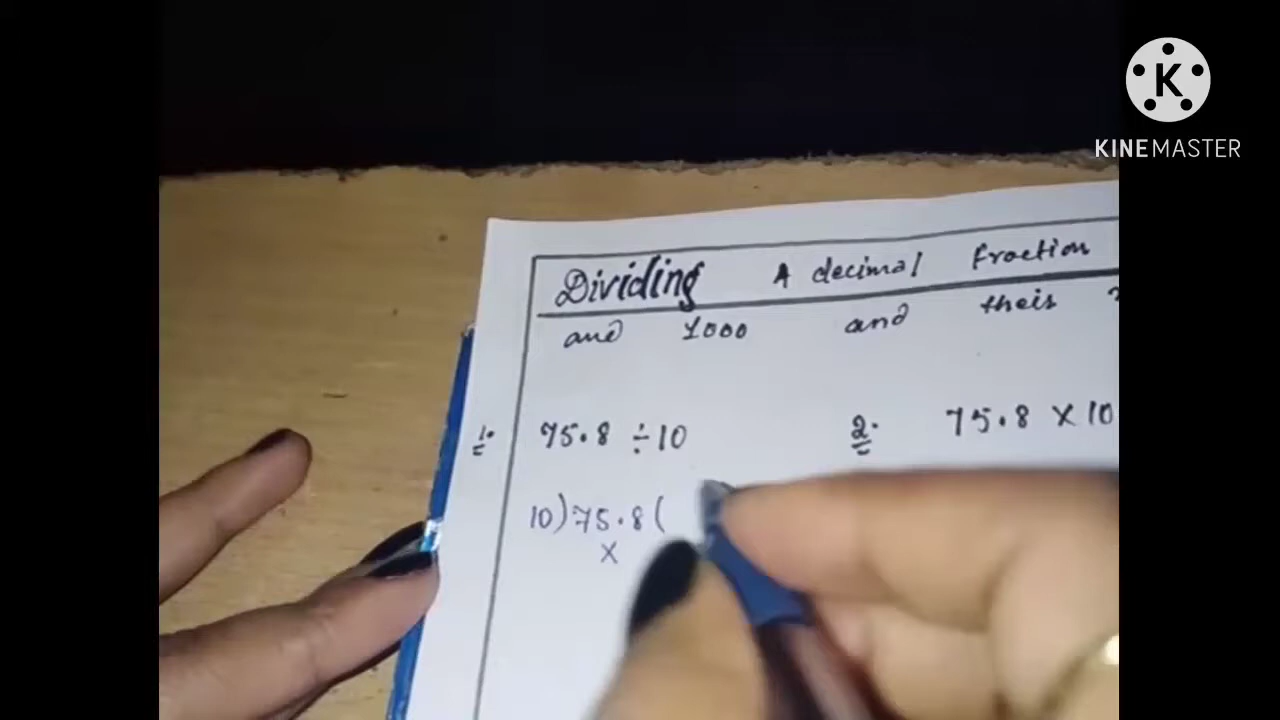 KINEMASTER
Dividing A decimal fraction
and 1000 and their
1. 75.8 ÷ 10
2. 75.8 X 10
10)75.8(
X